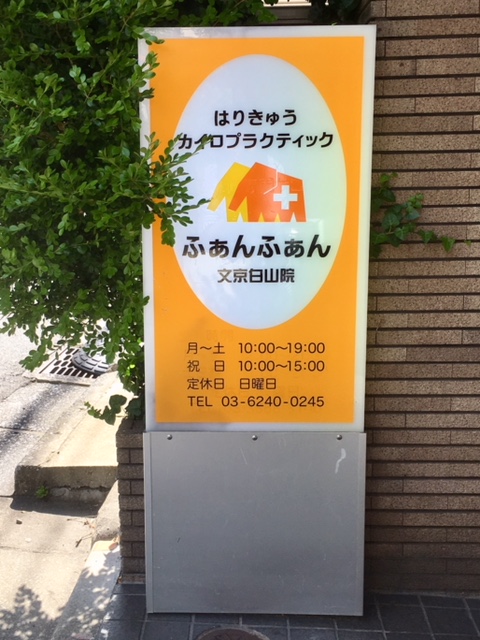 はりきゅう
カイロプラクティック
ふぁんふぁん
文京白山院
月〜土 10:00〜19:00
祝 日 10:00〜15:00
定休日 日曜日
TEL 03-6240-0245